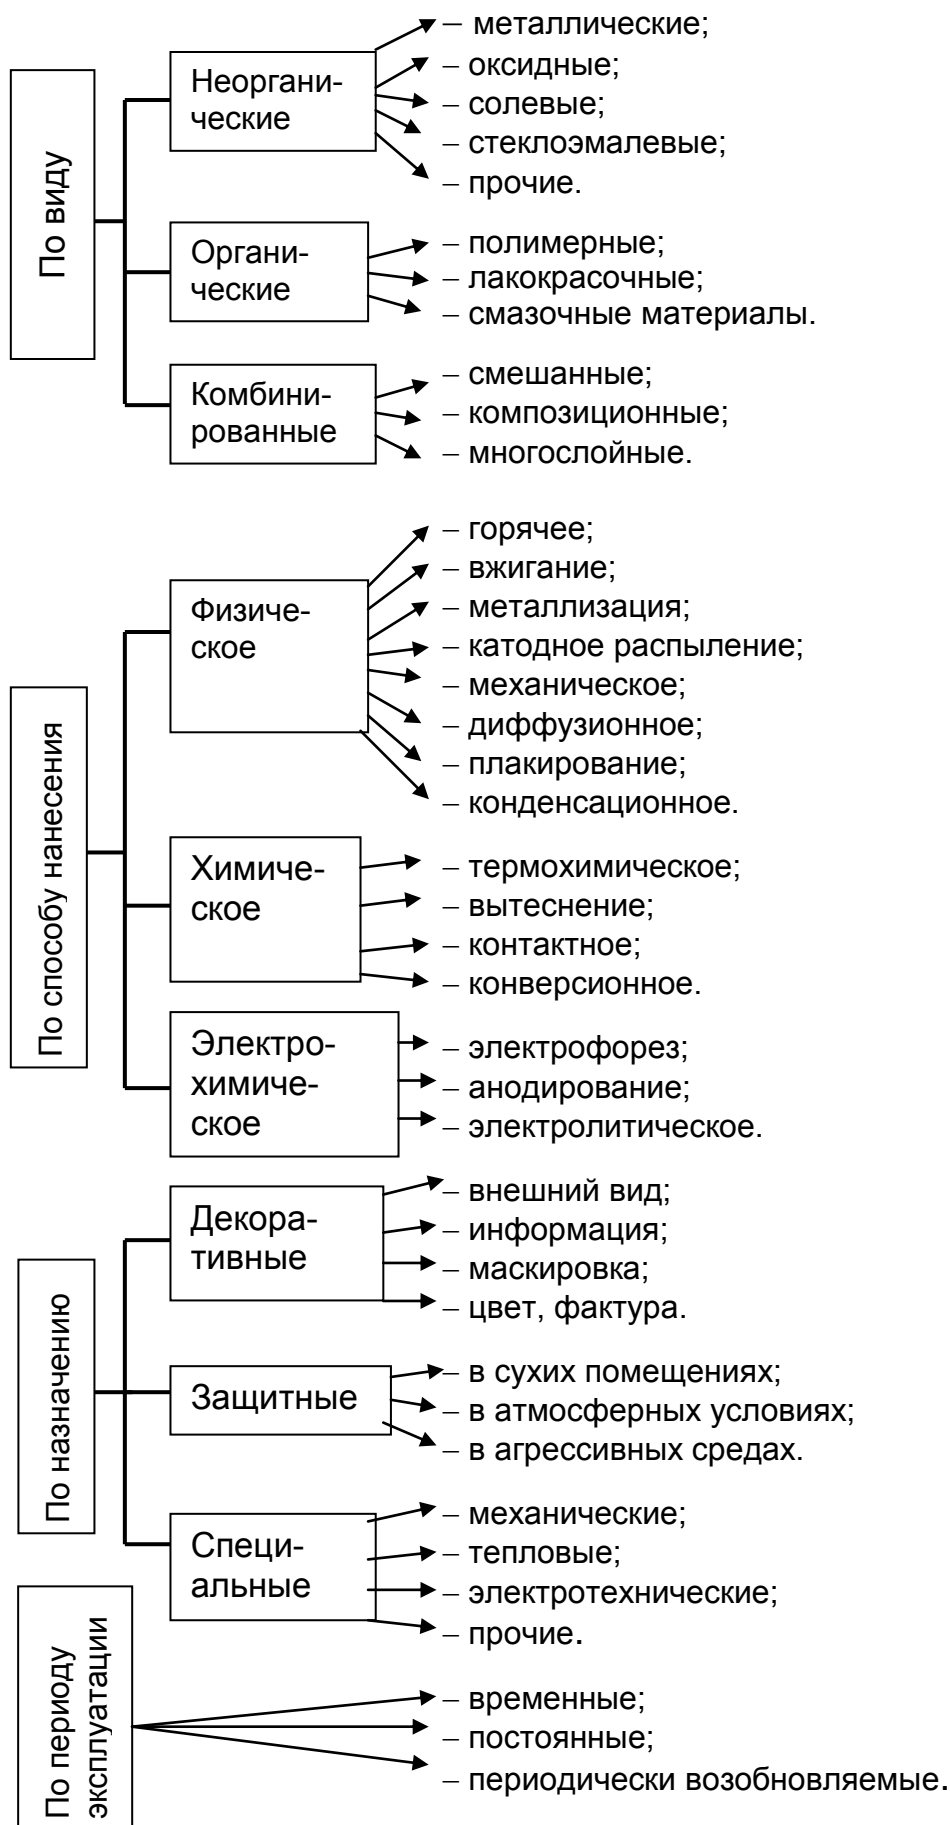 По виду
Неоргани-
ческие
– металлические;
– оксидные;
– солевые;
– стеклоэмалевые;
– прочие.
Органи-
ческие
– полимерные;
– лакокрасочные;
– смазочные материалы.
Комбини-
рованные
– смешанные;
– композиционные;
– многослойные.
По способу нанесения
Физиче-
ское
– горячее;
– вжигание;
– металлизация;
– катодное распыление;
– механическое;
– диффузионное;
– плакирование;
– конденсационное.
Химиче-
ское
– термохимическое;
– вытеснение;
– контактное;
– конверсионное.
Электро-
химиче-
ское
– электрофорез;
– анодирование;
– электролитическое.
По назначению
Декора-
тивные
– внешний вид;
– информация;
– маскировка;
– цвет, фактура.
Защитные
– в сухих помещениях;
– в атмосферных условиях;
– в агрессивных средах.
Специ-
альные
– механические;
– тепловые;
– электротехнические;
– прочие.
По периоду
эксплуатации
– временные;
– постоянные;
– периодически возобновляемые.